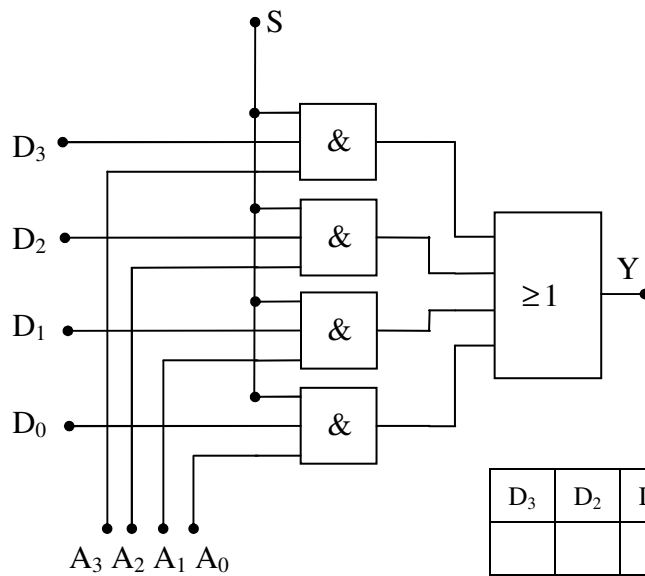 S
&
D₃
&
D₂
Y
≥1
&
D₁
&
D₀
D₃ D₂
A₃ A₂ A₁ A₀